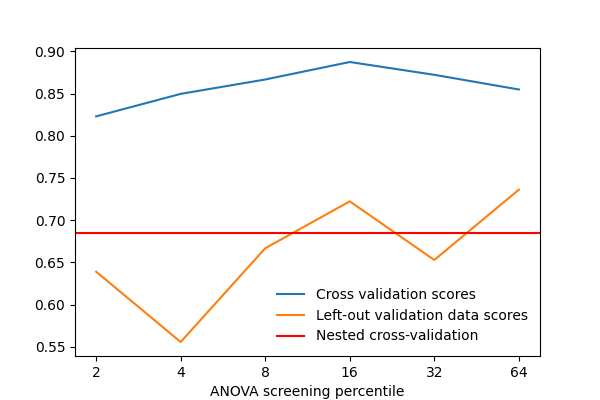 0.90
0.85
0.80
0.75
0.70
0.65
0.60
0.55
Cross validation scores
Left-out validation data scores
Nested cross-validation
2 4 8 16 32 64
ANOVA screening percentile